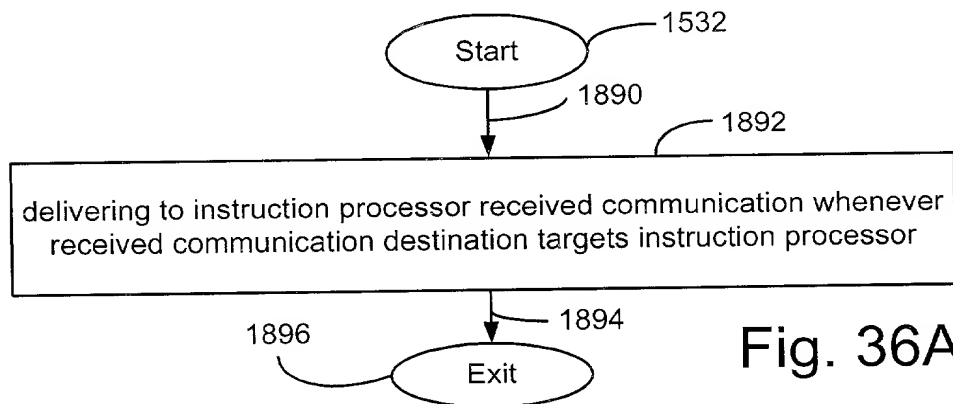 Start
1532
1890
1892
delivering to instruction processor received communication whenever
received communication destination targets instruction processor
1894
1896
Exit
Fig. 36A